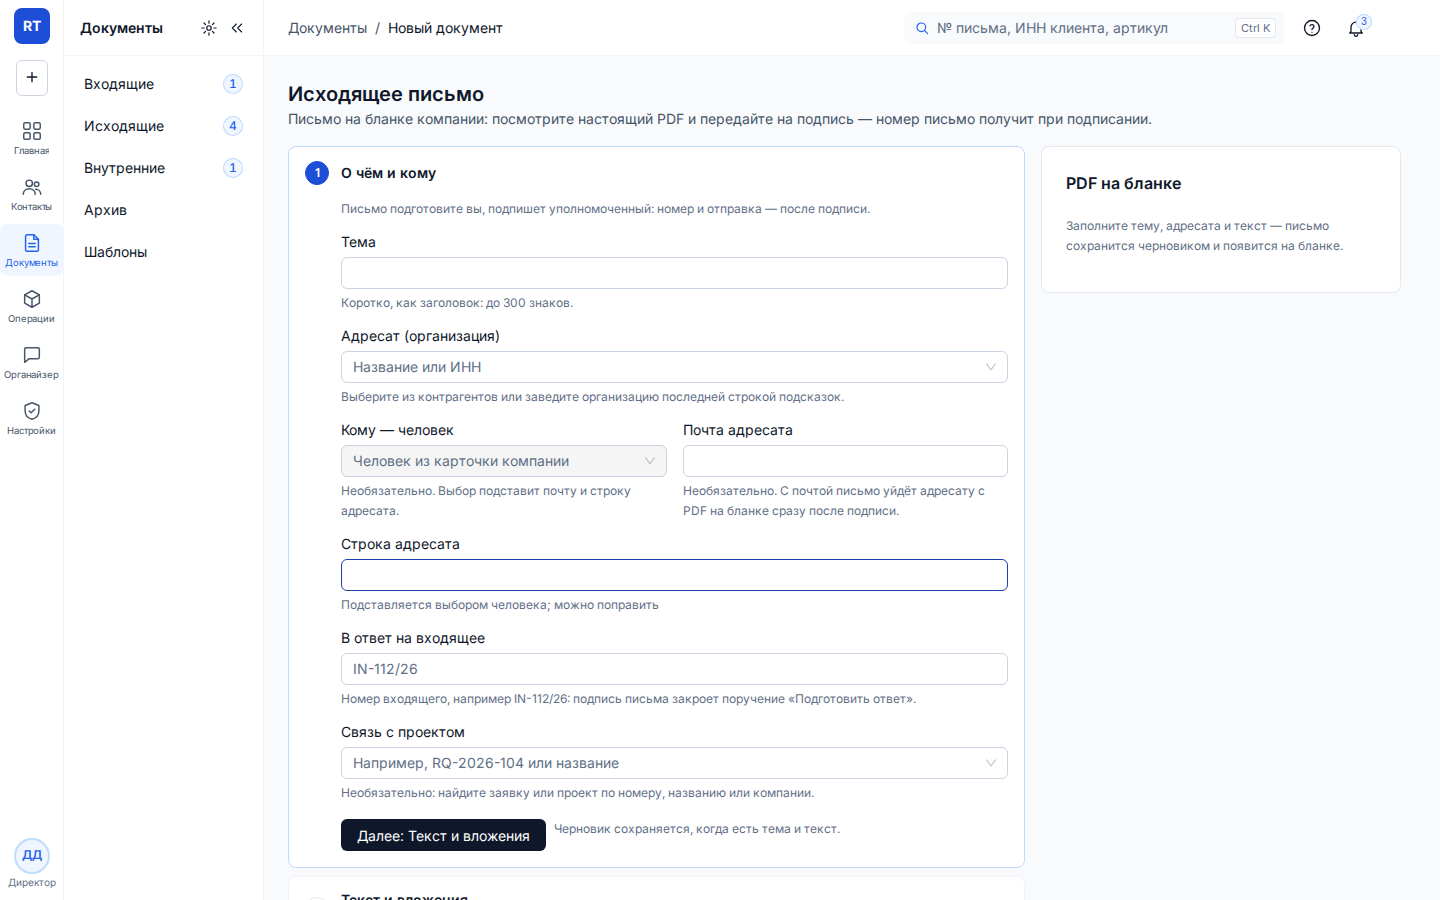 RT
Документы
Документы / Новый документ
№ письма, ИНН клиента, артикул
Ctrl K
3
Главная
Контакты
Документы
Операции
Органайзер
Настройки
ДД
Директор
Входящие 1
Исходящие 4
Внутренние 1
Архив
Шаблоны
Исходящее письмо
Письмо на бланке компании: посмотрите настоящий PDF и передайте на подпись — номер письмо получит при подписании.
1 О чём и кому
Письмо подготовите вы, подпишет уполномоченный: номер и отправка — после подписи.
Тема
Коротко, как заголовок: до 300 знаков.
Адресат (организация)
Название или ИНН
Выберите из контрагентов или заведите организацию последней строкой подсказок.
Кому — человек
Человек из карточки компании
Необязательно. Выбор подставит почту и строку
адресата.
Почта адресата
Необязательно. С почтой письмо уйдёт адресату с
PDF на бланке сразу после подписи.
Строка адресата
Подставляется выбором человека; можно поправить
В ответ на входящее
IN-112/26
Номер входящего, например IN-112/26: подпись письма закроет поручение «Подготовить ответ».
Связь с проектом
Например, RQ-2026-104 или название
Необязательно: найдите заявку или проект по номеру, названию или компании.
Далее: Текст и вложения
Черновик сохраняется, когда есть тема и текст.
Текст и вложения
PDF на бланке
Заполните тему, адресата и текст — письмо
сохранится черновиком и появится на бланке.